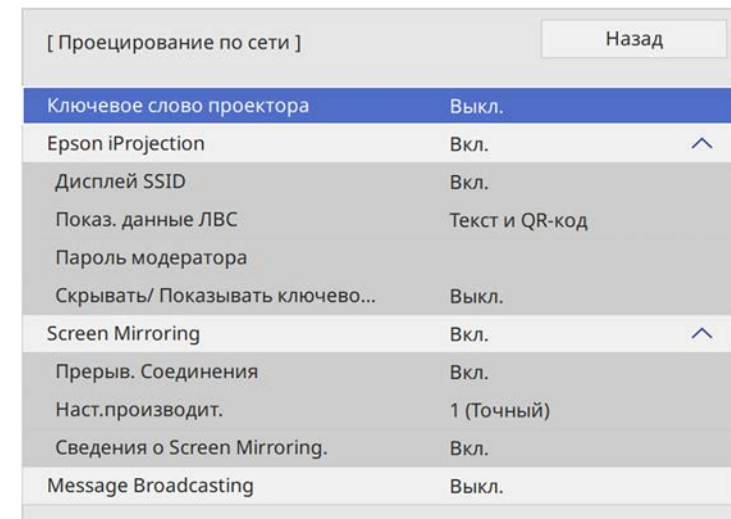 [ Проецирование по сети ] Назад
Ключевое слово проектора Выкл.
Epson iProjection Вкл.
Дисплей SSID Вкл.
Показ. данные ЛВС Текст и QR-код
Пароль модератора
Скрывать/ Показывать ключево... Выкл.
Screen Mirroring Вкл.
Прерыв. Соединения Вкл.
Наст.производит. 1 (Точный)
Сведения о Screen Mirroring. Вкл.
Message Broadcasting Выкл.